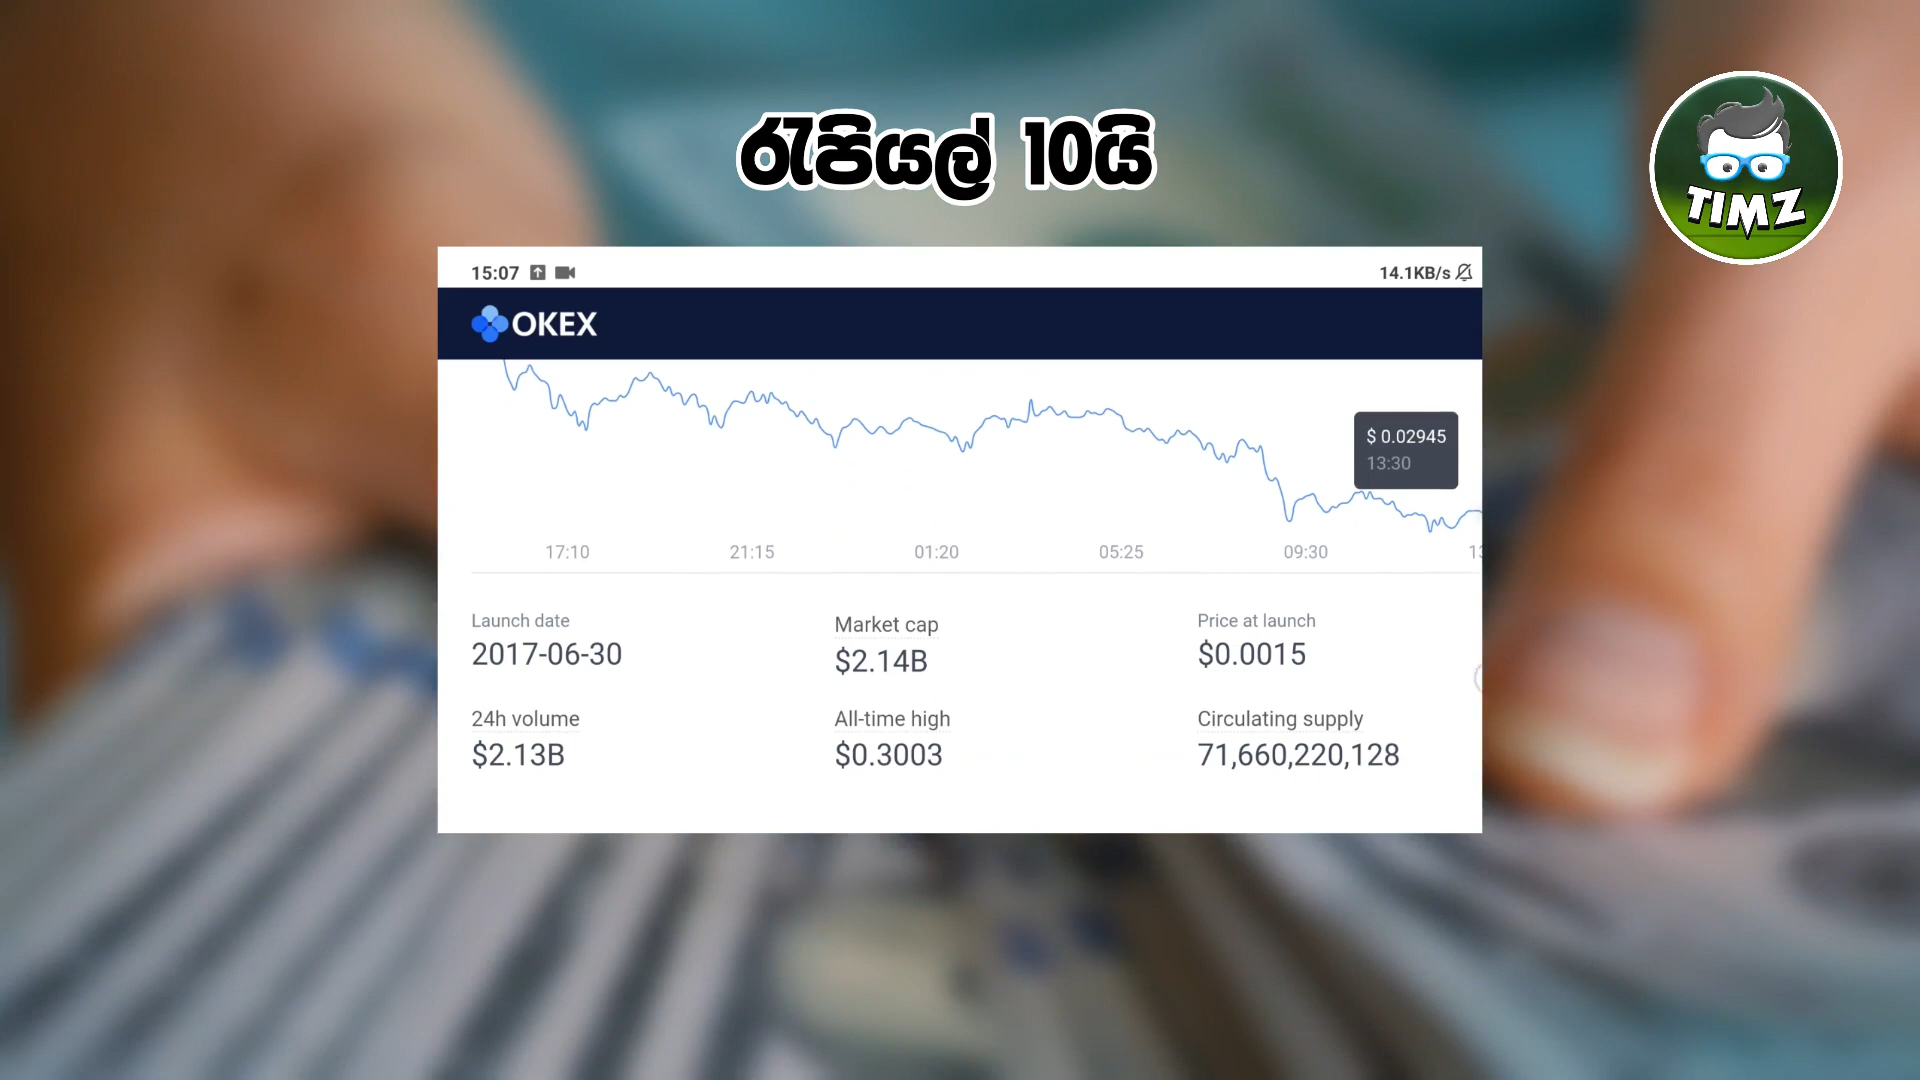 රුපියල් 10යි
TIMZ
15:07
14.1KB/s
OKEX
$ 0.02945
13:30
17:10 21:15 01:20 05:25 09:30
Launch date Market cap Price at launch
2017-06-30 $2.14B $0.0015
24h volume All-time high Circulating supply
$2.13B $0.3003 71,660,220,128